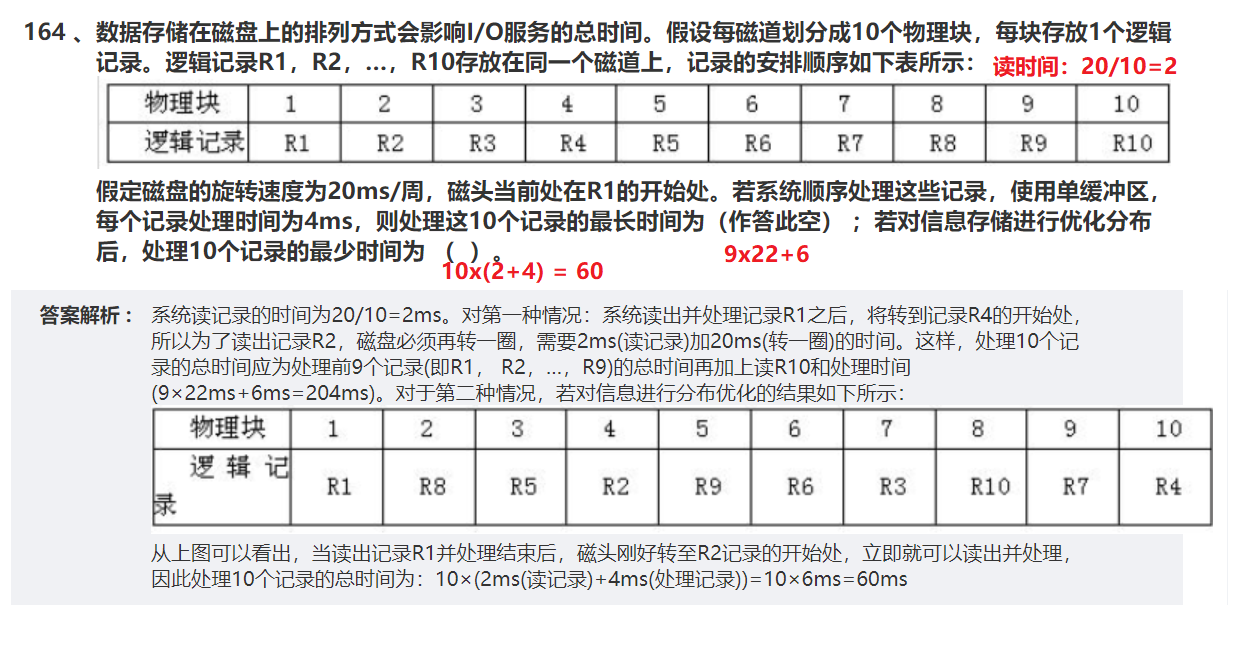 164 、数据存储在磁盘上的排列方式会影响I/O服务的总时间。假设每磁道划分成10个物理块，每块存放1个逻辑
记录。逻辑记录R1，R2，…，R10存放在同一个磁道上，记录的安排顺序如下表所示： 读时间：20/10=2
物理块 1 2 3 4 5 6 7 8 9 10
逻辑记录 R1 R2 R3 R4 R5 R6 R7 R8 R9 R10
假定磁盘的旋转速度为20ms/周，磁头当前处在R1的开始处。若系统顺序处理这些记录，使用单缓冲区，
每个记录处理时间为4ms，则处理这10个记录的最长时间为（作答此空）；若对信息存储进行优化分布
后，处理10个记录的最少时间为 （ ）。 9x22+6
10x(2+4) = 60
答案解析： 系统读记录的时间为20/10=2ms。对第一种情况：系统读出并处理记录R1之后，将转到记录R4的开始处，
所以为了读出记录R2，磁盘必须再转一圈，需要2ms(读记录)加20ms(转一圈)的时间。这样，处理10个记
录的总时间应为处理前9个记录(即R1， R2，…，R9)的总时间再加上读R10和处理时间
(9×22ms+6ms=204ms)。对于第二种情况，若对信息进行分布优化的结果如下所示：
物理块 1 2 3 4 5 6 7 8 9 10
逻辑记
录 R1 R8 R5 R2 R9 R6 R3 R10 R7 R4
从上图可以看出，当读出记录R1并处理结束后，磁头刚好转至R2记录的开始处，立即就可以读出并处理，
因此处理10个记录的总时间为：10×(2ms(读记录)+4ms(处理记录))=10×6ms=60ms